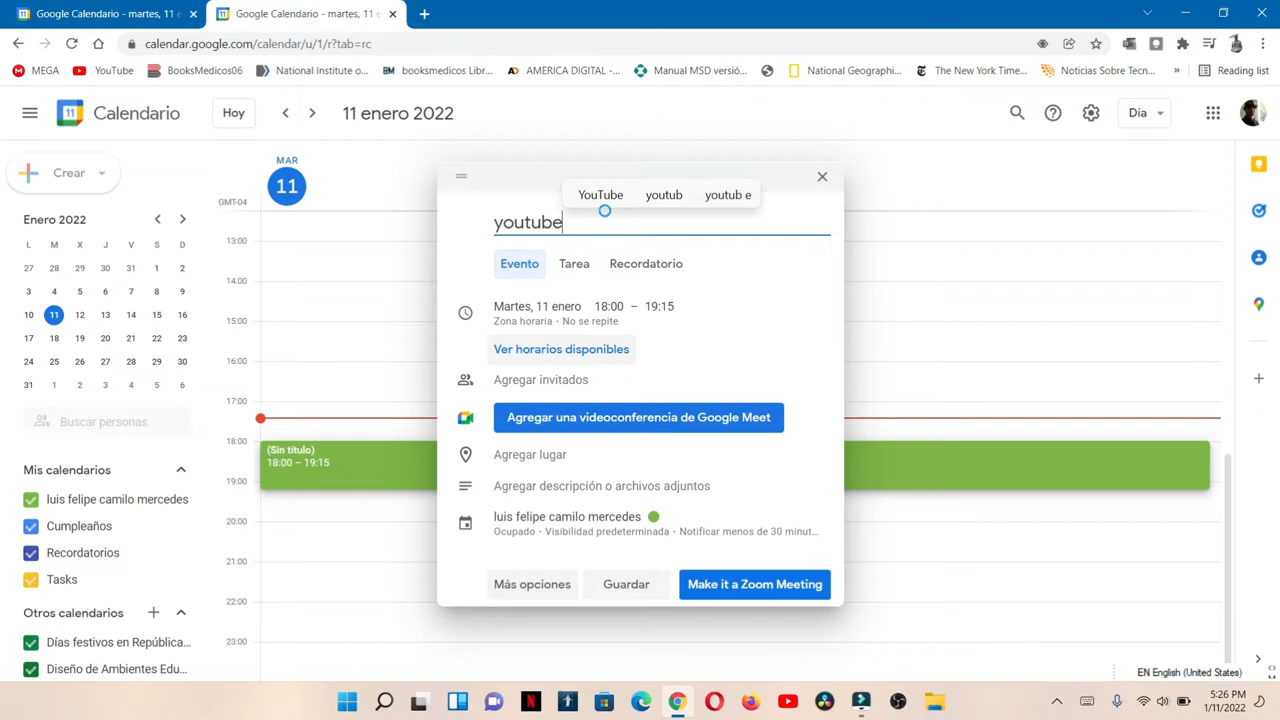 Google Calendario - martes, 11 e
Google Calendario - martes, 11 e
calendar.google.com/calendar/u/1/r?tab=rc
MEGA
YouTube
BooksMedicos06
National Institute o...
BM booksmedicos Libr...
AMERICA DIGITAL -...
Manual MSD versió...
National Geographi...
The New York Time...
Noticias Sobre Tecn...
»
Reading list
11 Calendario
Hoy
11 enero 2022
Día
Crear
MAR
11
GMT-04
Enero 2022
L M X J V S D
27 28 29 30 31 1 2
3 4 5 6 7 8 9
10 11 12 13 14 15 16
17 18 19 20 21 22 23
24 25 26 27 28 29 30
31 1 2 3 4 5 6
Buscar personas
Mis calendarios
luis felipe camilo mercedes
Cumpleaños
Recordatorios
Tasks
Otros calendarios
Días festivos en República...
Diseño de Ambientes Edu...
13:00
14:00
15:00
16:00
17:00
18:00
19:00
20:00
21:00
22:00
23:00
(Sin título)
18:00 – 19:15
YouTube youtub youtub e
youtube
Evento Tarea Recordatorio
Martes, 11 enero 18:00 – 19:15
Zona horaria · No se repite
Ver horarios disponibles
Agregar invitados
Agregar una videoconferencia de Google Meet
Agregar lugar
Agregar descripción o archivos adjuntos
luis felipe camilo mercedes
Ocupado · Visibilidad predeterminada · Notificar menos de 30 minut...
Más opciones
Guardar
Make it a Zoom Meeting
EN English (United States)
5:26 PM
1/11/2022